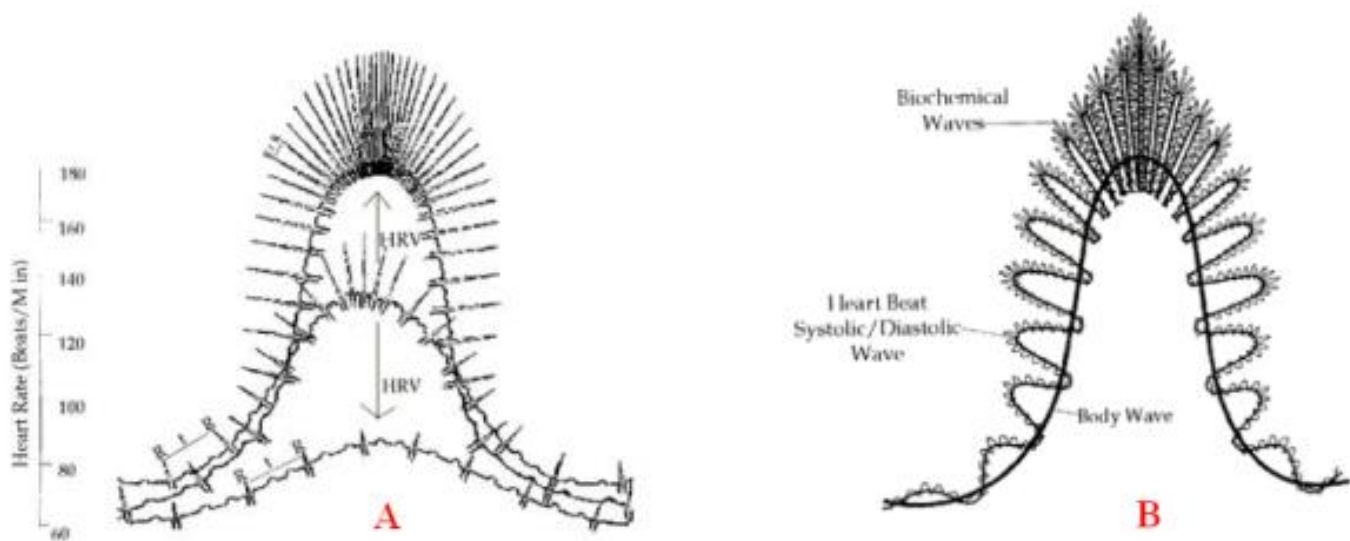 Heart Rate (Beats/M in)
180
160
140
120
100
80
60
HRV
HRV
A
Biochemical
Waves
Heart Beat
Systolic/Diastolic
Wave
Body Wave
B